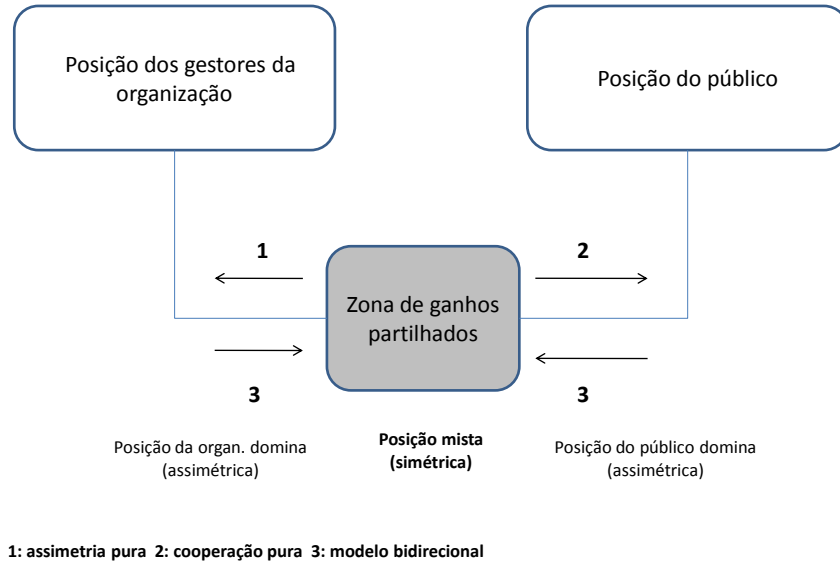 Posição dos gestores da
organização
Posição do público
1
2
Zona de ganhos
partilhados
3
3
Posição da organ. domina
(assimétrica)
Posição mista
(simétrica)
Posição do público domina
(assimétrica)
1: assimetria pura 2: cooperação pura 3: modelo bidirecional